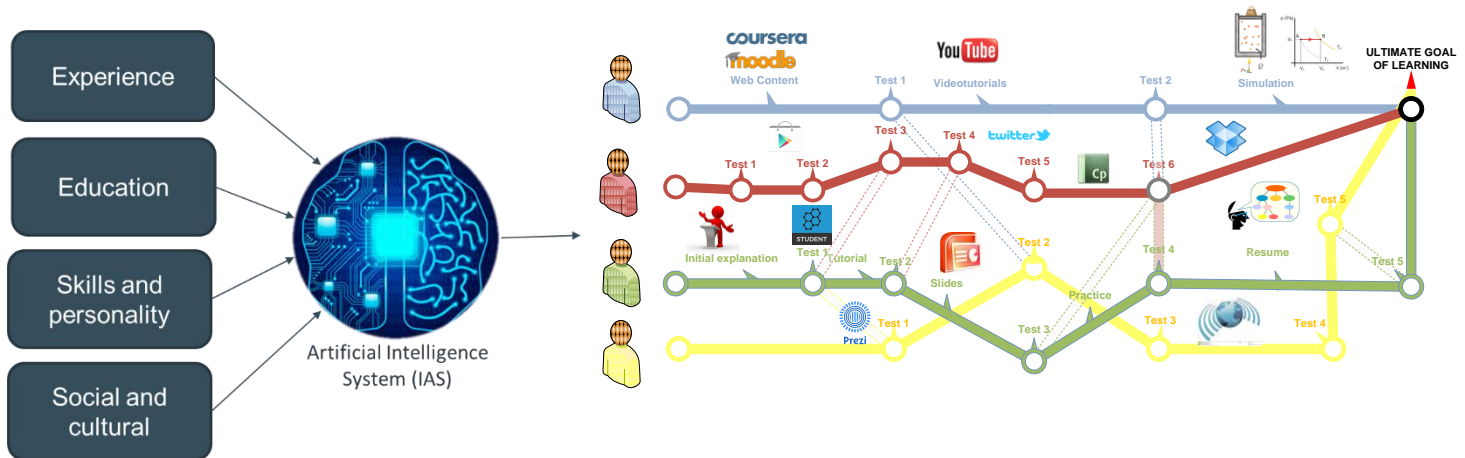 Experience
Education
Skills and
personality
Social and
cultural
Artificial Intelligence
System (IAS)
coursera
moodle
Web Content
Test 1
YouTube
Videotutorials
Test 2
Simulation
ULTIMATE GOAL
OF LEARNING
Test 1
Test 2
Test 3
Test 4
twitter
Test 5
Cp
Test 6
Initial explanation
STUDENT
Test 1
Tutorial
Test 2
Slides
Test 3
Practice
Test 4
Resume
Test 5
Prezi
Test 1
Test 2
Test 3
Test 4
Test 5